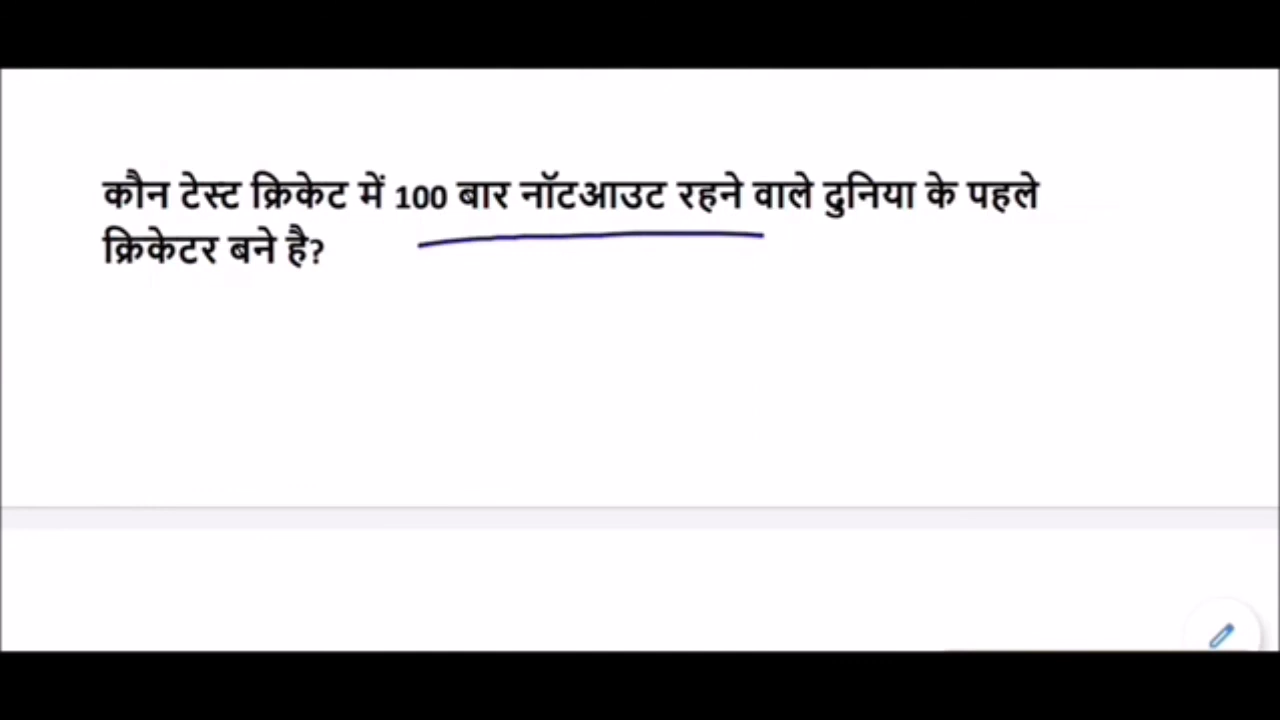 कौन टेस्ट क्रिकेट में 100 बार नॉटआउट रहने वाले दुनिया के पहले
क्रिकेटर बने है?